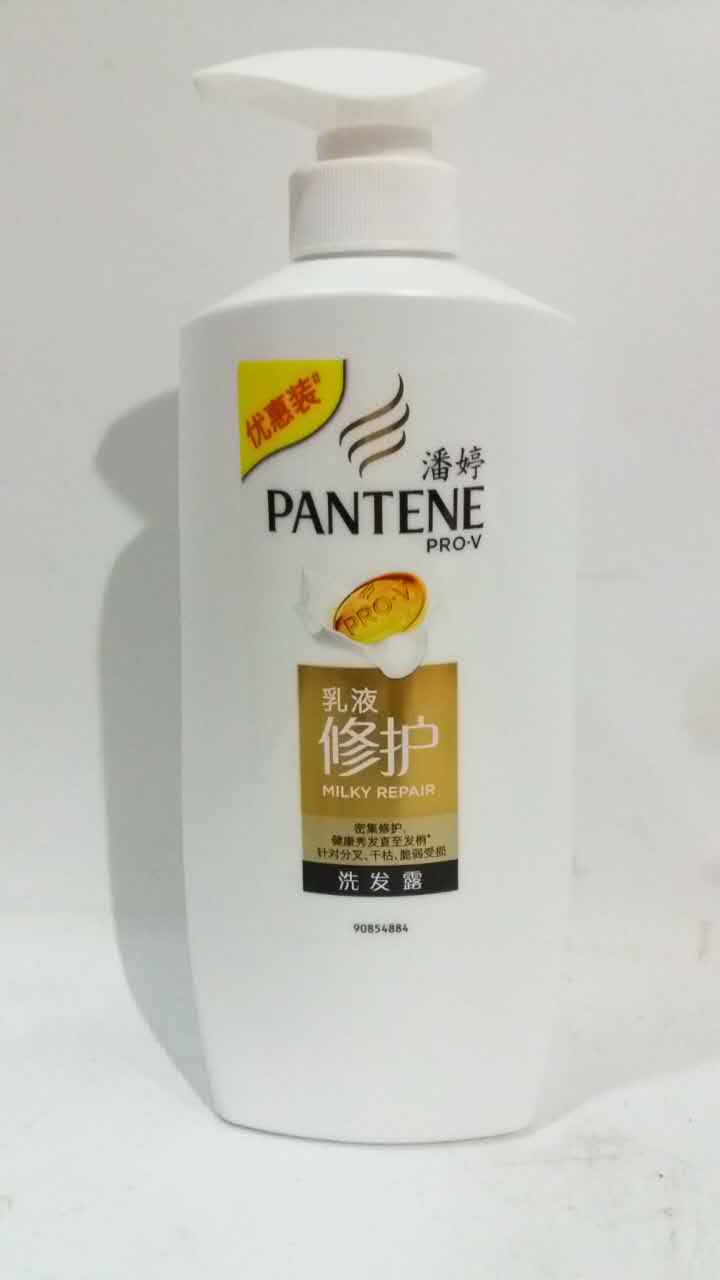 优惠装
潘婷
PANTENE
PRO·V
PRO·V
乳液
修护
MILKY REPAIR
密集修护,
健康秀发直至发梢*
针对分叉、干枯、脆弱受损
洗发露
90854884